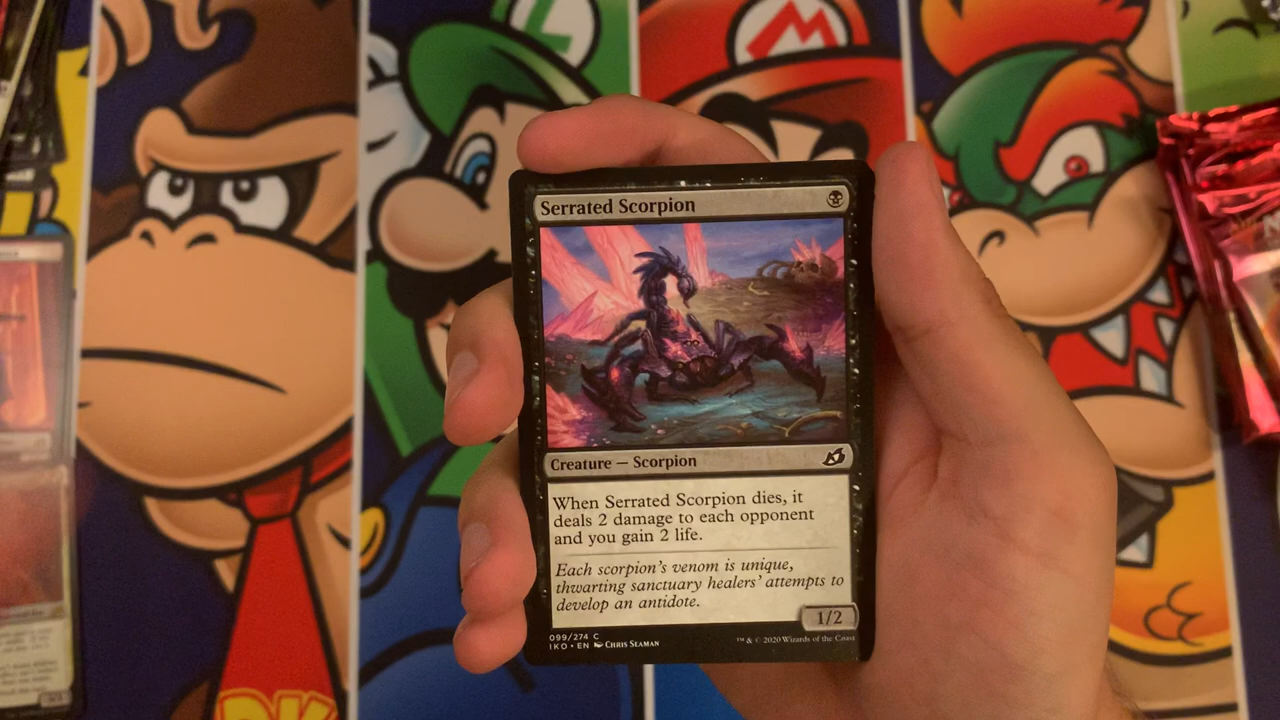 L
M
Serrated Scorpion
Creature — Scorpion
When Serrated Scorpion dies, it
deals 2 damage to each opponent
and you gain 2 life.
Each scorpion's venom is unique,
thwarting sanctuary healers' attempts to
develop an antidote.
1/2
099/274 C
IKO • EN Chris Seaman
™ & © 2020 Wizards of the Coast
DK